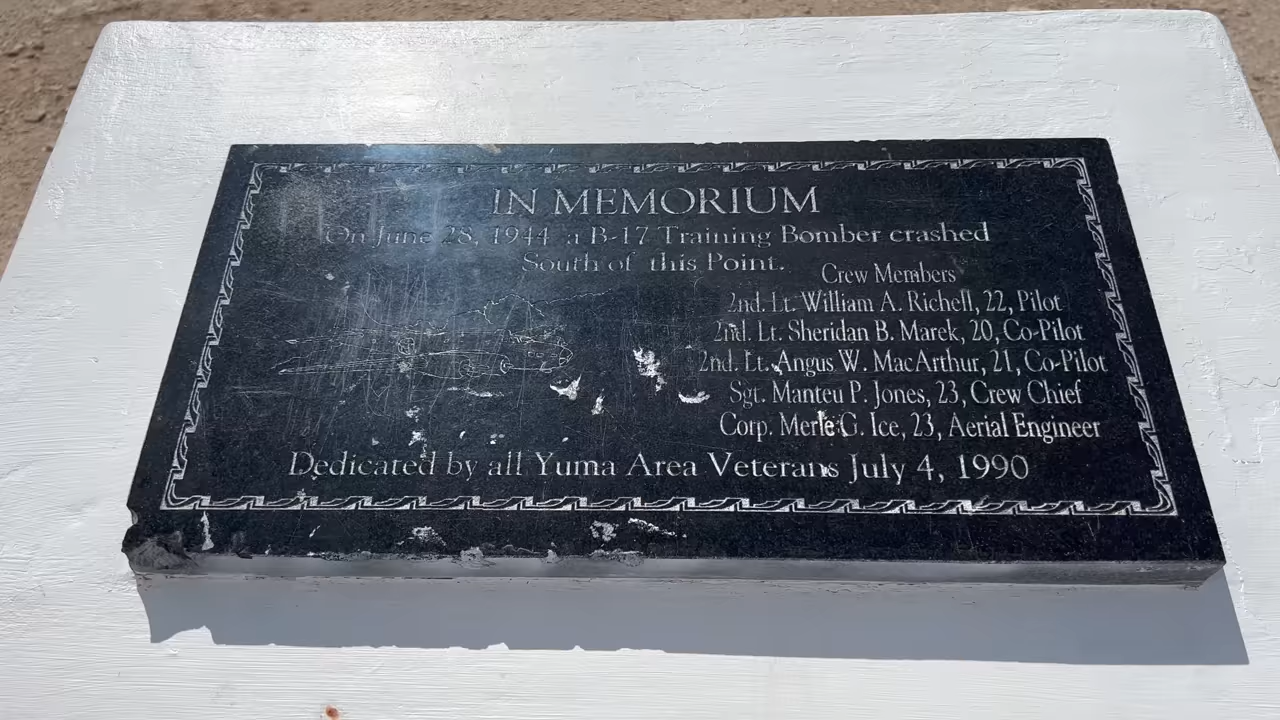 IN MEMORIUM
On June 28, 1944 a B-17 Training Bomber crashed
South of this Point.
Crew Members
2nd. Lt. William A. Richell, 22, Pilot
2nd. Lt. Sheridan B. Marek, 20, Co-Pilot
2nd. Lt. Angus W. MacArthur, 21, Co-Pilot
Sgt. Manteu P. Jones, 23, Crew Chief
Corp. Merle G. Ice, 23, Aerial Engineer
Dedicated by all Yuma Area Veterans July 4, 1990